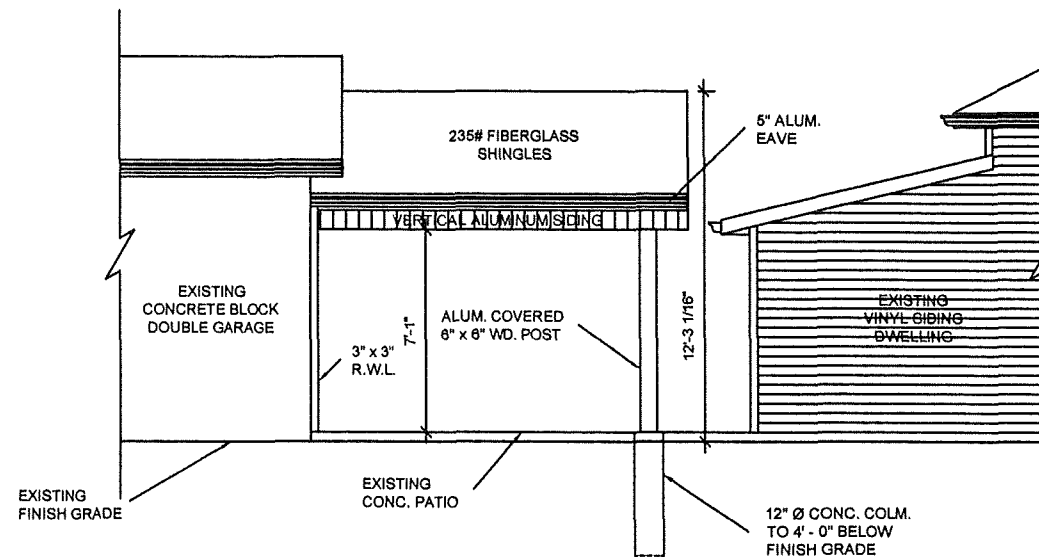 235# FIBERGLASS
SHINGLES
5" ALUM.
EAVE
VERTICAL ALUMINUM SIDING
EXISTING
CONCRETE BLOCK
DOUBLE GARAGE
3" x 3"
R.W.L.
7'-1"
ALUM. COVERED
6" x 6" WD. POST
12'-3 1/16"
EXISTING
VINYL SIDING
DWELLING
EXISTING
FINISH GRADE
EXISTING
CONC. PATIO
12" Ø CONC. COLM.
TO 4' - 0" BELOW
FINISH GRADE